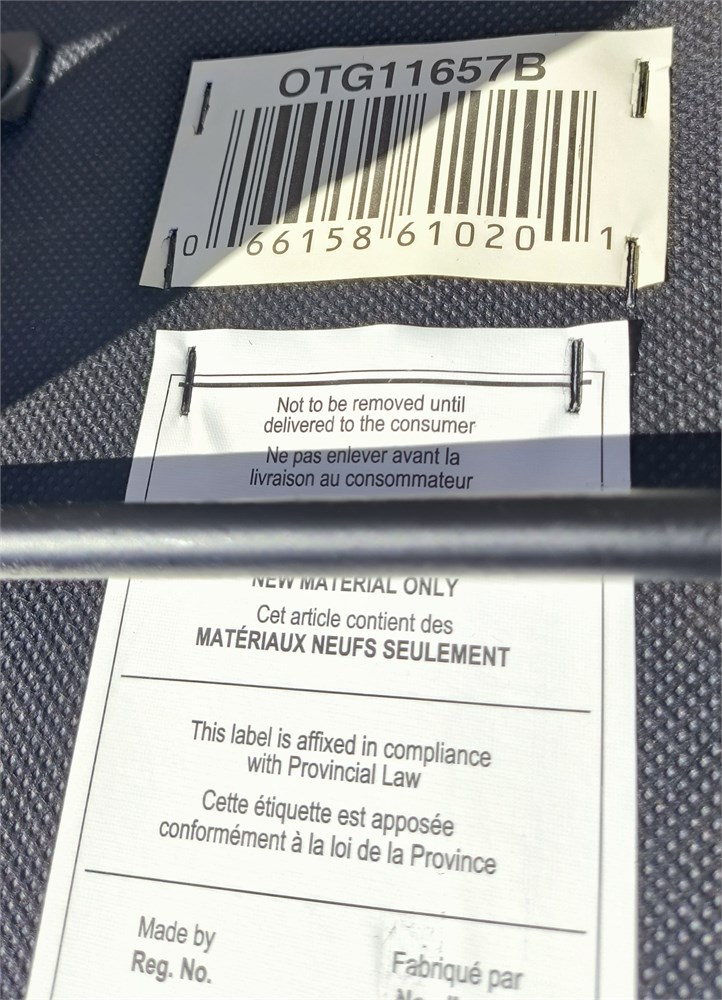 OTG11657B
0 66158 61020 1
Not to be removed until
delivered to the consumer
Ne pas enlever avant la
livraison au consommateur
NEW MATERIAL ONLY
Cet article contient des
MATÉRIAUX NEUFS SEULEMENT
This label is affixed in compliance
with Provincial Law
Cette étiquette est apposée
conformément à la loi de la Province
Made by
Reg. No.
Fabriqué par